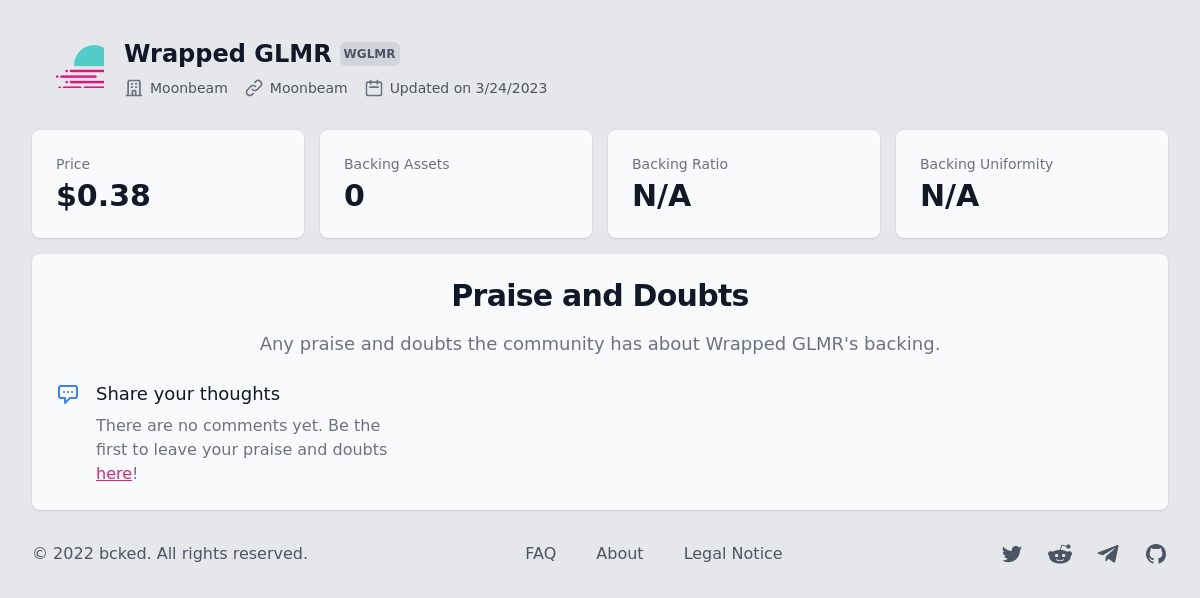 Wrapped GLMR WGLMR
Moonbeam Moonbeam Updated on 3/24/2023
Price
$0.38
Backing Assets
0
Backing Ratio
N/A
Backing Uniformity
N/A
Praise and Doubts
Any praise and doubts the community has about Wrapped GLMR's backing.
Share your thoughts
There are no comments yet. Be the
first to leave your praise and doubts
here!
© 2022 bcked. All rights reserved.
FAQ About Legal Notice